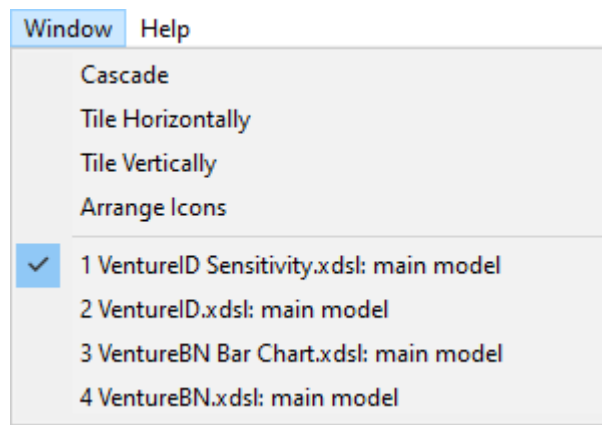 Window Help
Cascade
Tile Horizontally
Tile Vertically
Arrange Icons
1 VentureID Sensitivity.xdsl: main model
2 VentureID.xdsl: main model
3 VentureBN Bar Chart.xdsl: main model
4 VentureBN.xdsl: main model